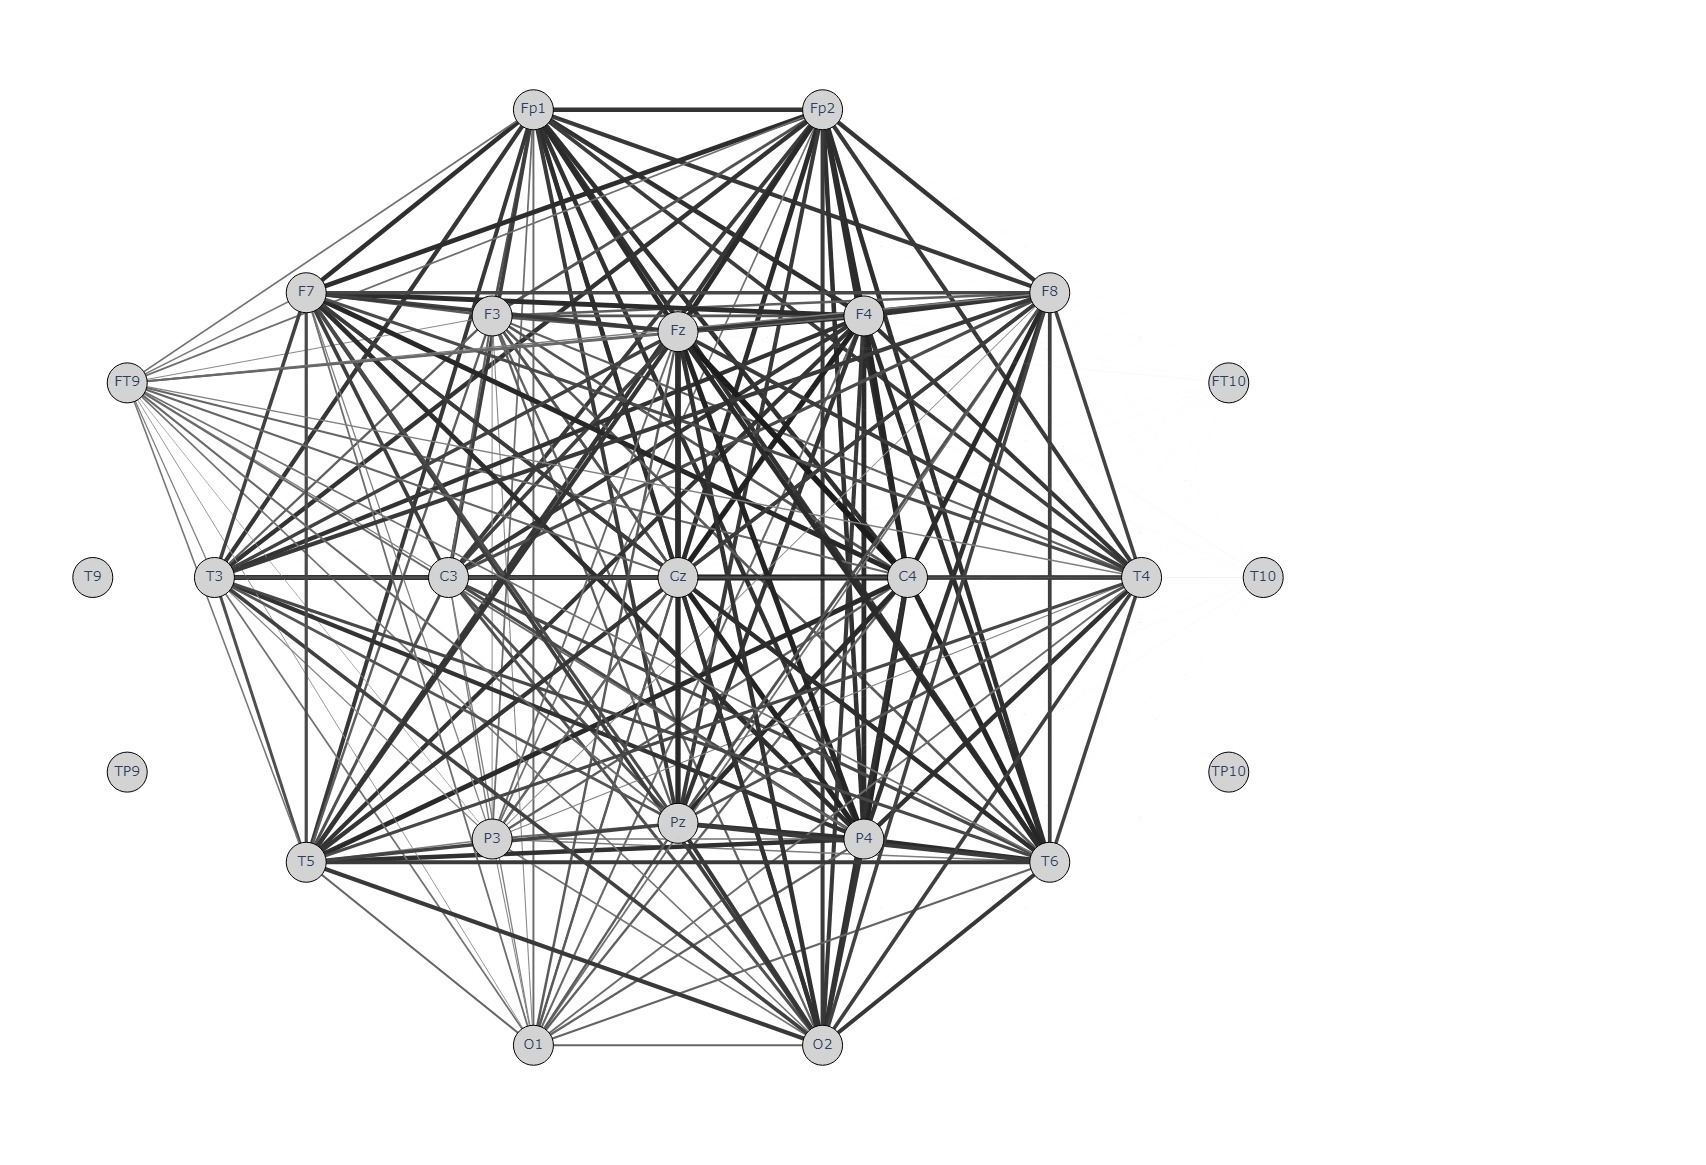 Fp1 Fp2
F7 F3 Fz F4 F8
FT9 FT10
T9 T3 C3 Cz C4 T4 T10
TP9 TP10
T5 P3 Pz P4 T6
O1 O2